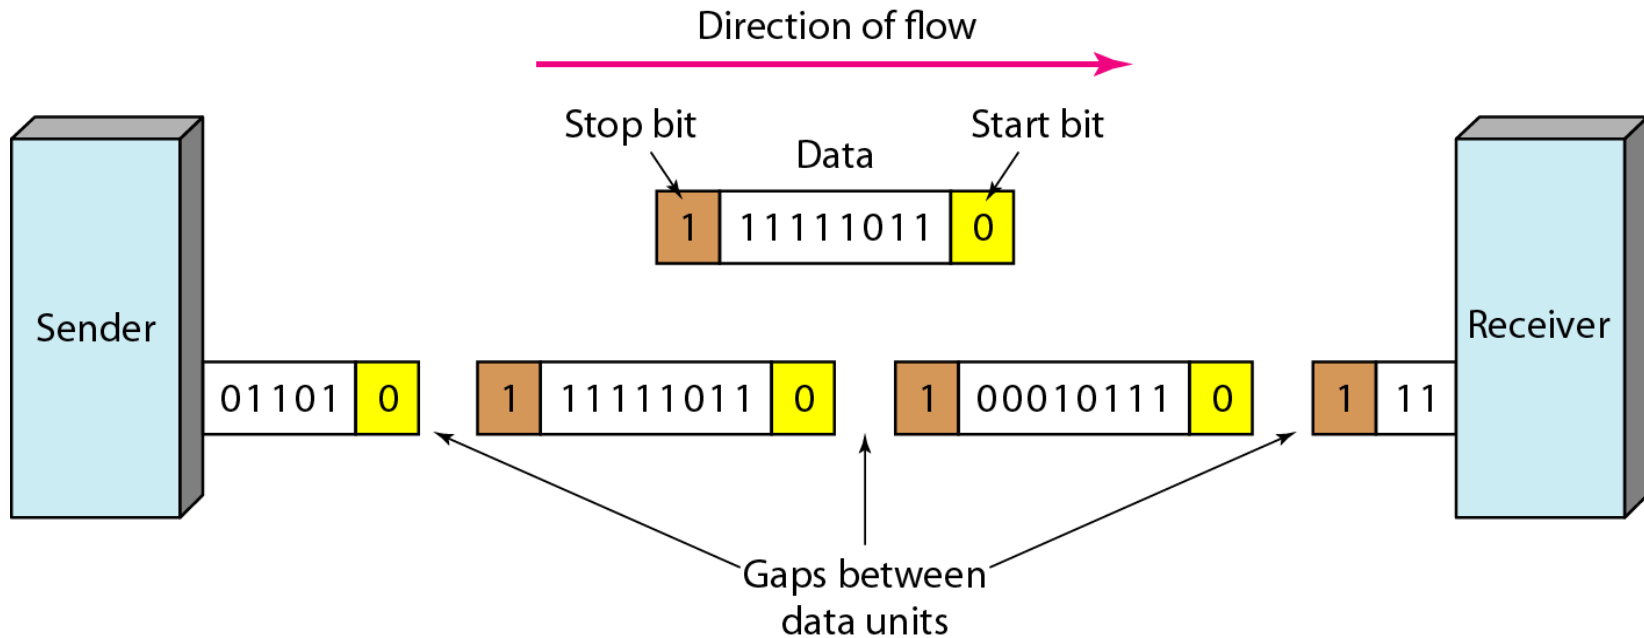 Direction of flow
Stop bit
Start bit
Data
1 11111011 0
Sender
Receiver
01101 0 1 11111011 0 1 00010111 0 1 11
Gaps between
data units